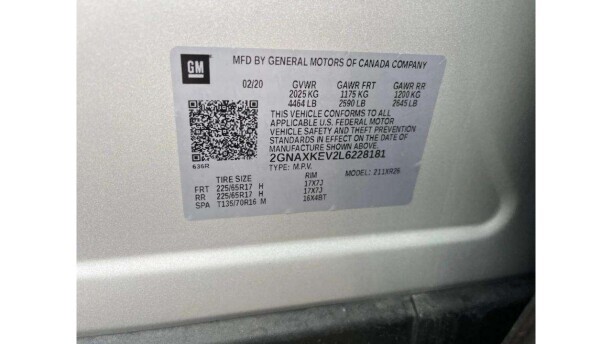 GM
MFD BY GENERAL MOTORS OF CANADA COMPANY
02/20 GVWR GAWR FRT GAWR RR
2025 KG 1175 KG 1200 KG
4464 LB 2590 LB 2645 LB
THIS VEHICLE CONFORMS TO ALL
APPLICABLE U.S. FEDERAL MOTOR
VEHICLE SAFETY AND THEFT PREVENTION
STANDARDS IN EFFECT ON THE DATE OF
MANUFACTURE SHOWN ABOVE.
2GNAXKEV2L6228181
TYPE: M.P.V. MODEL: 211XR26
636R
TIRE SIZE RIM
FRT 225/65R17 H 17X7J
RR 225/65R17 H 17X7J
SPA T135/70R16 M 16X4BT